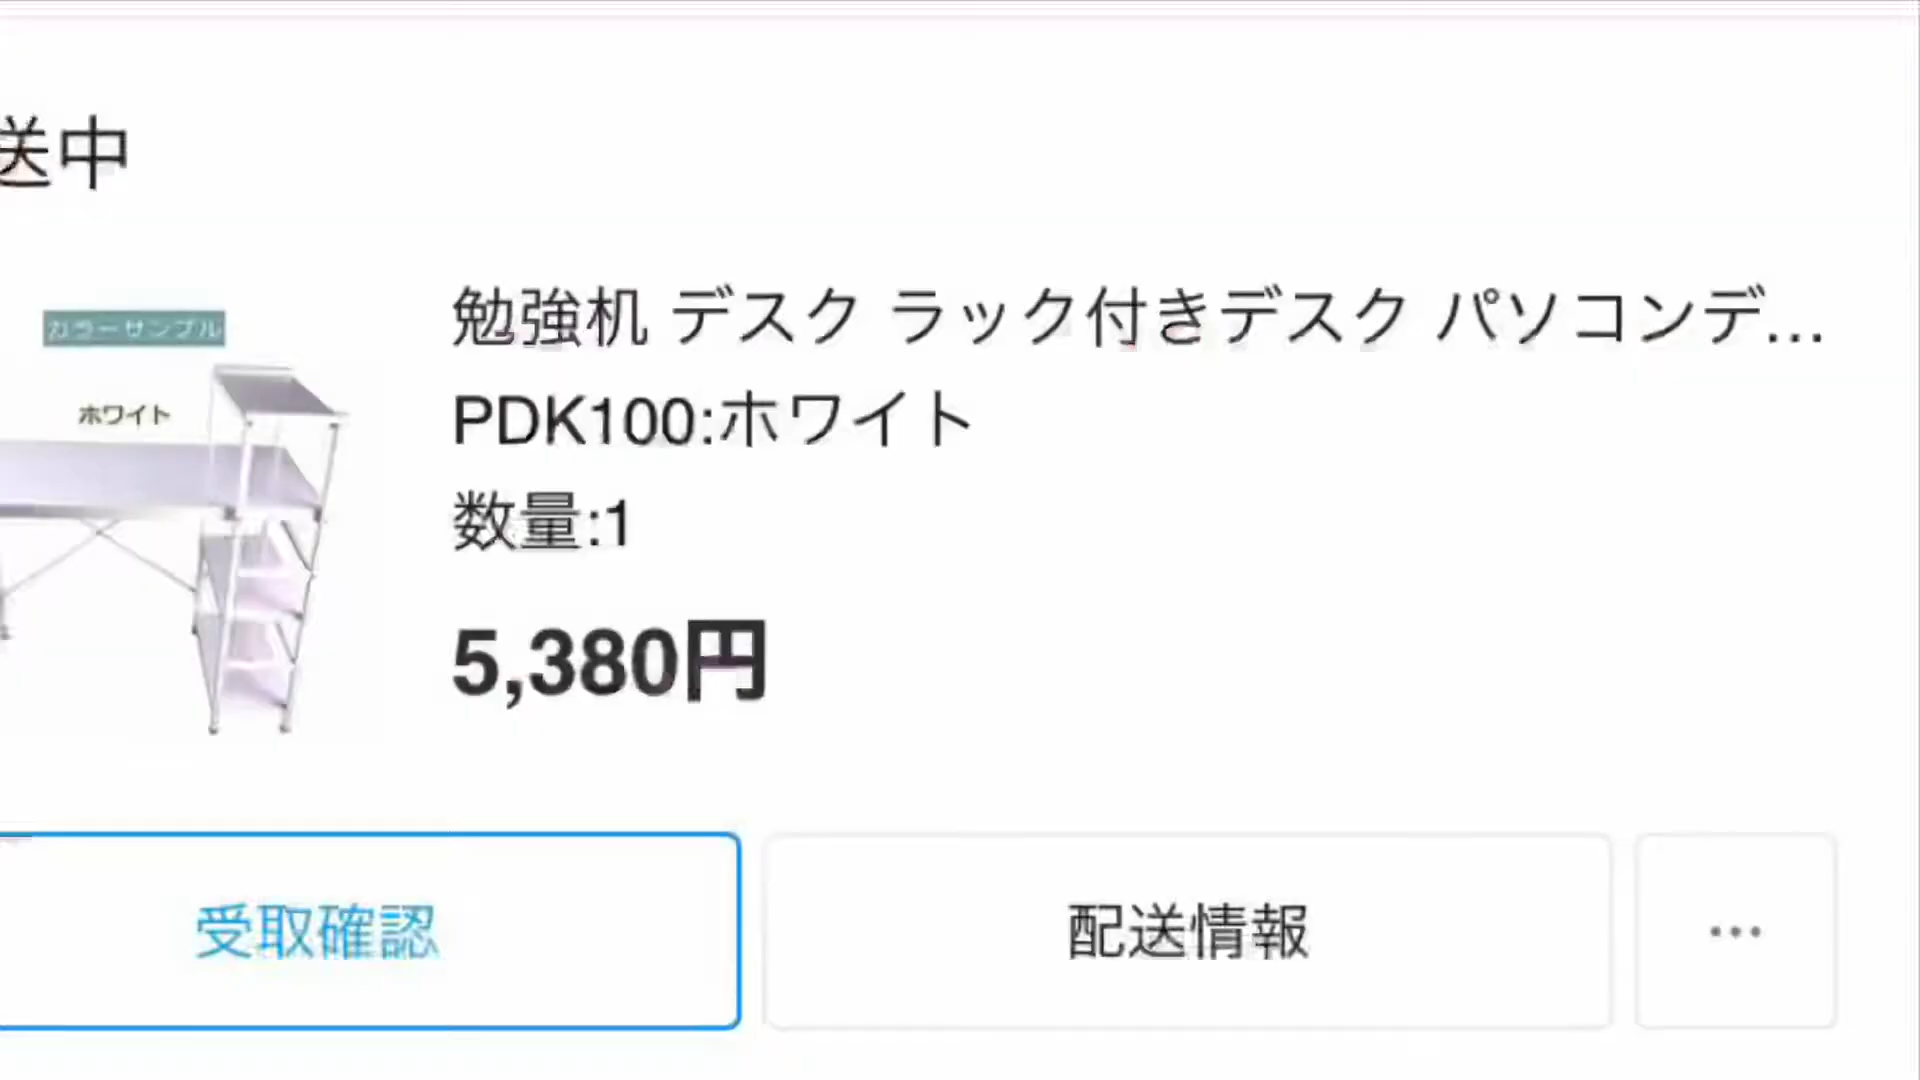 送中
勉強机 デスク ラック付きデスク パソコンデ...
カラーサンプル
ホワイト
PDK100:ホワイト
数量:1
5,380円
受取確認
配送情報
...